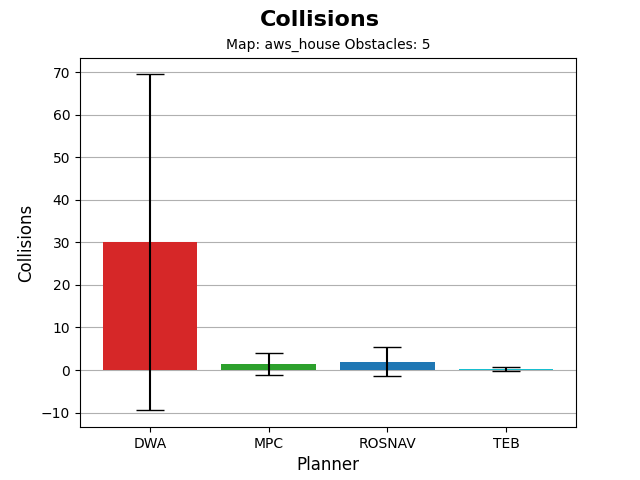 Collisions
Map: aws_house Obstacles: 5
70
60
50
40
30
20
10
0
−10
Collisions
DWA MPC ROSNAV TEB
Planner